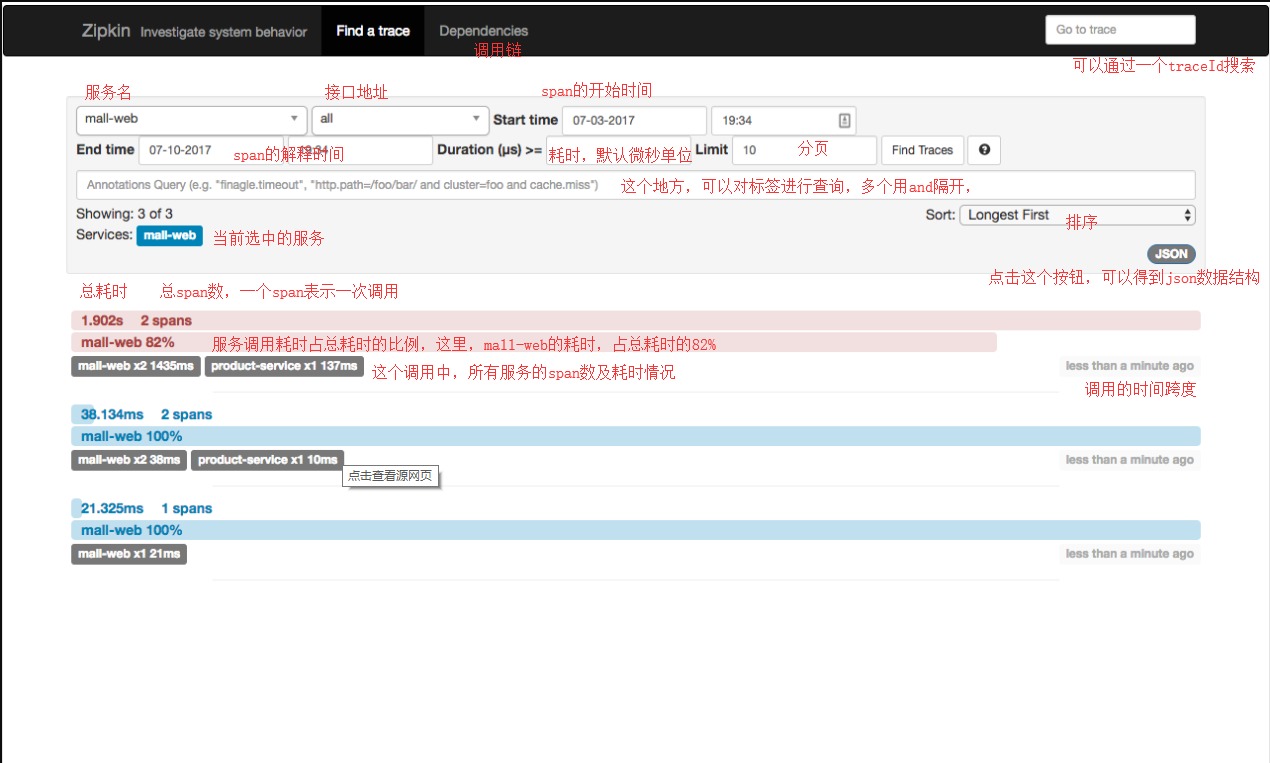 Zipkin Investigate system behavior Find a trace Dependencies Go to trace
调用链
可以通过一个traceId搜索
服务名 接口地址 span的开始时间
mall-web all Start time 07-03-2017 19:34
End time 07-10-2017 span的解释时间 19:34 Duration (μs) >= 耗时，默认微秒单位 Limit 10 分页 Find Traces ?
Annotations Query (e.g. "finagle.timeout", "http.path=/foo/bar/ and cluster=foo and cache.miss") 这个地方，可以对标签进行查询，多个用and隔开，
Showing: 3 of 3 Sort: Longest First 排序
Services: mall-web 当前选中的服务
JSON
点击这个按钮，可以得到json数据结构
总耗时 总span数，一个span表示一次调用
1.902s 2 spans
mall-web 82% 服务调用耗时占总耗时的比例，这里，mall-web的耗时，占总耗时的82%
mall-web x2 1435ms product-service x1 137ms 这个调用中，所有服务的span数及耗时情况 less than a minute ago
调用的时间跨度
38.134ms 2 spans
mall-web 100%
mall-web x2 38ms product-service x1 10ms less than a minute ago
点击查看源网页
21.325ms 1 spans
mall-web 100%
mall-web x1 21ms less than a minute ago